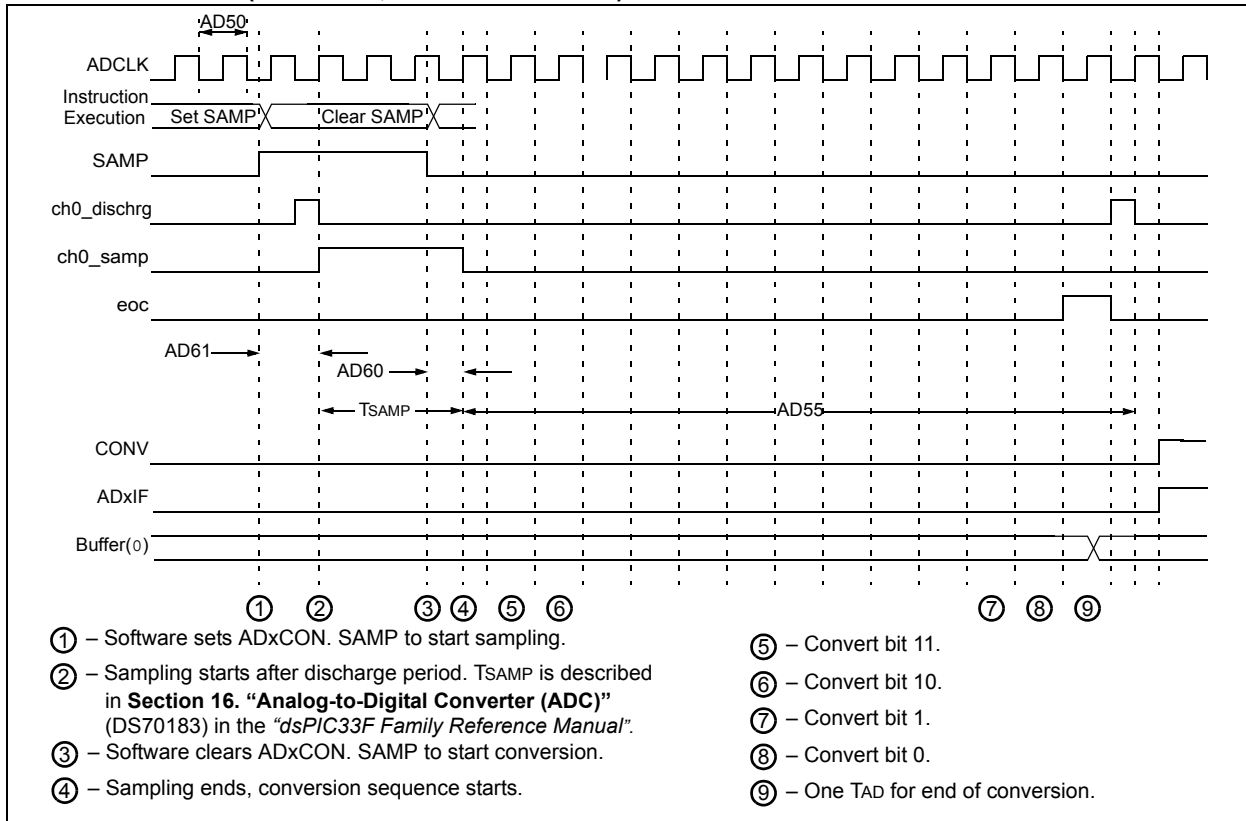 AD50
ADCLK
Instruction
Execution Set SAMP Clear SAMP
SAMP
ch0_dischrg
ch0_samp
eoc
AD61
AD60
TSAMP AD55
CONV
ADxIF
Buffer(0)
1 2 3 4 5 6 7 8 9
1 – Software sets ADxCON. SAMP to start sampling.
2 – Sampling starts after discharge period. TSAMP is described
in Section 16. “Analog-to-Digital Converter (ADC)”
(DS70183) in the “dsPIC33F Family Reference Manual”.
3 – Software clears ADxCON. SAMP to start conversion.
4 – Sampling ends, conversion sequence starts.
5 – Convert bit 11.
6 – Convert bit 10.
7 – Convert bit 1.
8 – Convert bit 0.
9 – One TAD for end of conversion.